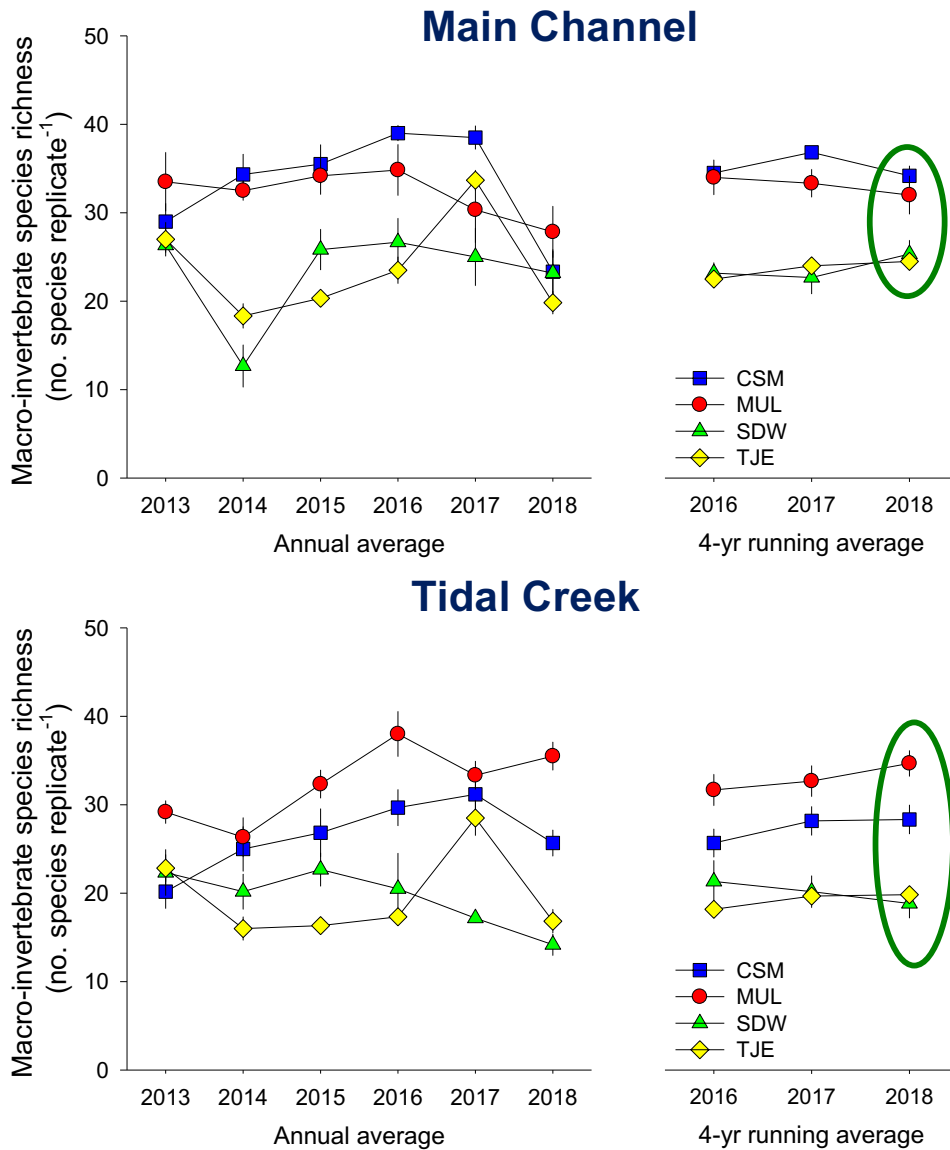 Main Channel
Macro-invertebrate species richness
(no. species replicate⁻¹)
50
40
30
20
10
0
CSM
MUL
SDW
TJE
2013 2014 2015 2016 2017 2018
2016 2017 2018
Annual average
4-yr running average
Tidal Creek
Macro-invertebrate species richness
(no. species replicate⁻¹)
50
40
30
20
10
0
CSM
MUL
SDW
TJE
2013 2014 2015 2016 2017 2018
2016 2017 2018
Annual average
4-yr running average